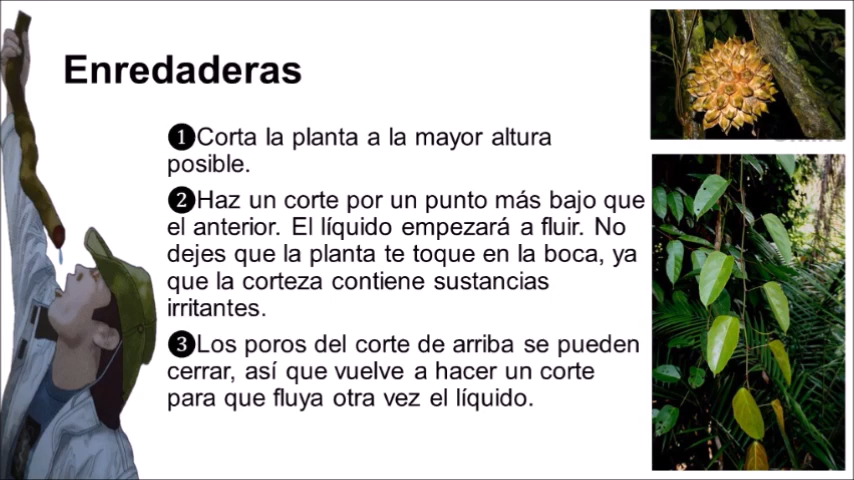 Enredaderas
❶Corta la planta a la mayor altura
posible.
❷Haz un corte por un punto más bajo que
el anterior. El líquido empezará a fluir. No
dejes que la planta te toque en la boca, ya
que la corteza contiene sustancias
irritantes.
❸Los poros del corte de arriba se pueden
cerrar, así que vuelve a hacer un corte
para que fluya otra vez el líquido.